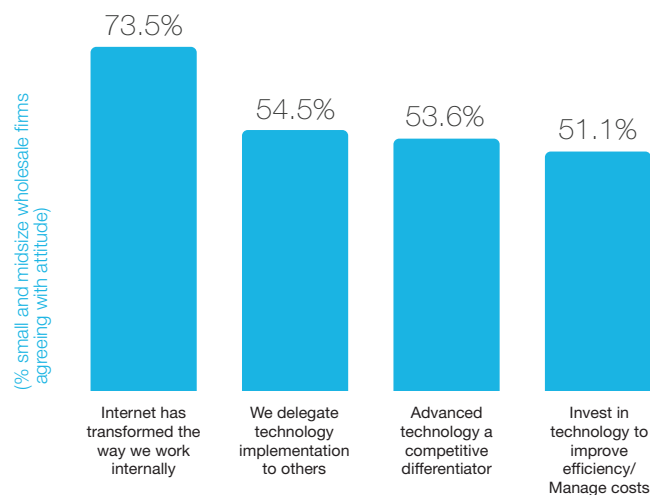 73.5%
54.5%
53.6%
51.1%
(% small and midsize wholesale firms
agreeing with attitude)
Internet has
transformed the
way we work
internally
We delegate
technology
implementation
to others
Advanced
technology a
competitive
differentiator
Invest in
technology to
improve
efficiency/
Manage costs